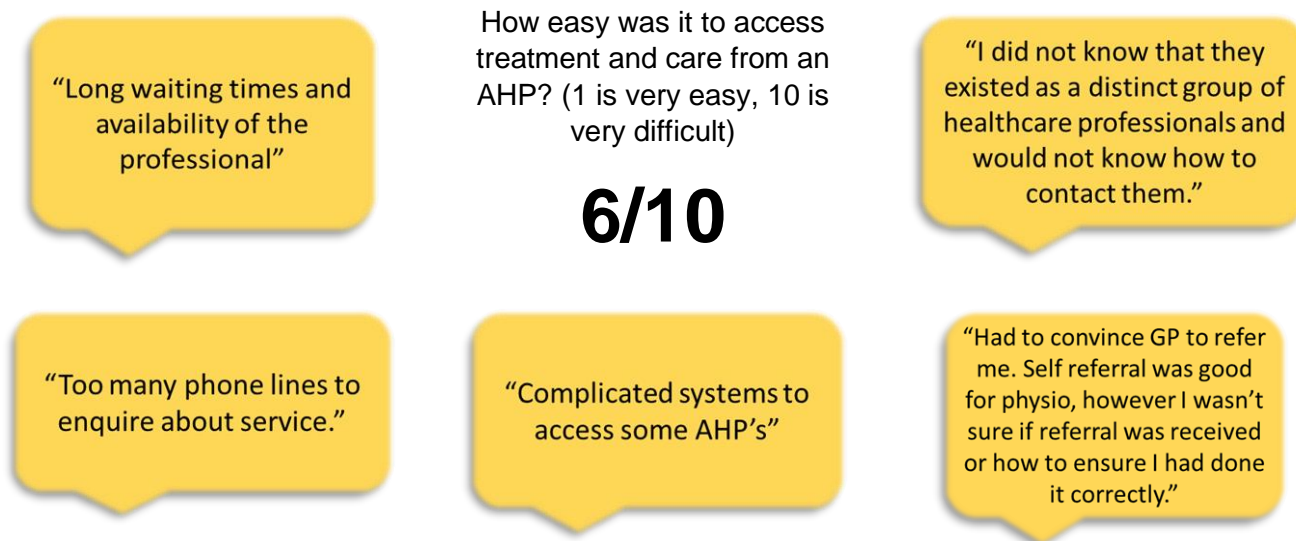 “Long waiting times and
availability of the
professional”
How easy was it to access
treatment and care from an
AHP? (1 is very easy, 10 is
very difficult)
6/10
“I did not know that they
existed as a distinct group of
healthcare professionals and
would not know how to
contact them.”
“Too many phone lines to
enquire about service.”
“Complicated systems to
access some AHP’s”
“Had to convince GP to refer
me. Self referral was good
for physio, however I wasn’t
sure if referral was received
or how to ensure I had done
it correctly.”